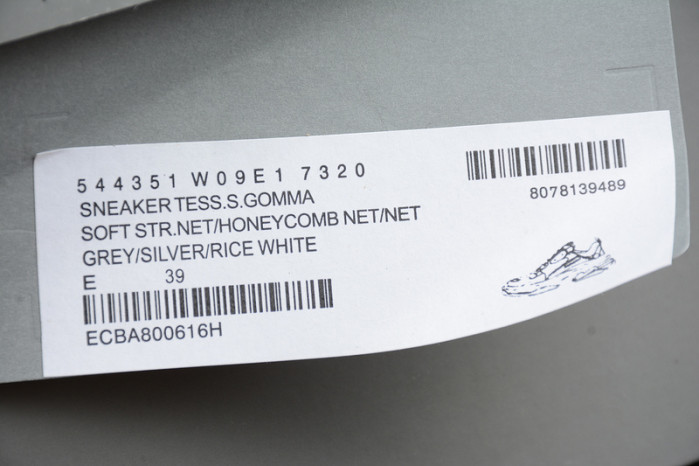 544351 W09E1 7320
SNEAKER TESS.S.GOMMA
SOFT STR.NET/HONEYCOMB NET/NET
GREY/SILVER/RICE WHITE
E 39
ECBA800616H
8078139489